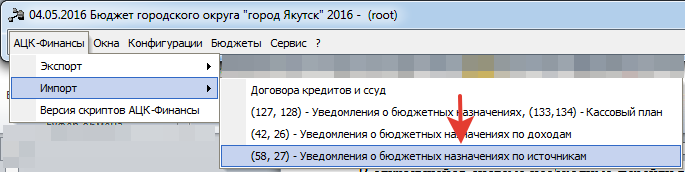 04.05.2016 Бюджет городского округа "город Якутск" 2016 - (root)
АЦК-Финансы Окна Конфигурации Бюджеты Сервис ?
Экспорт
Импорт
Версия скриптов АЦК-Финансы
Договора кредитов и ссуд
(127, 128) - Уведомления о бюджетных назначениях, (133,134) - Кассовый план
(42, 26) - Уведомления о бюджетных назначениях по доходам
(58, 27) - Уведомления о бюджетных назначениях по источникам